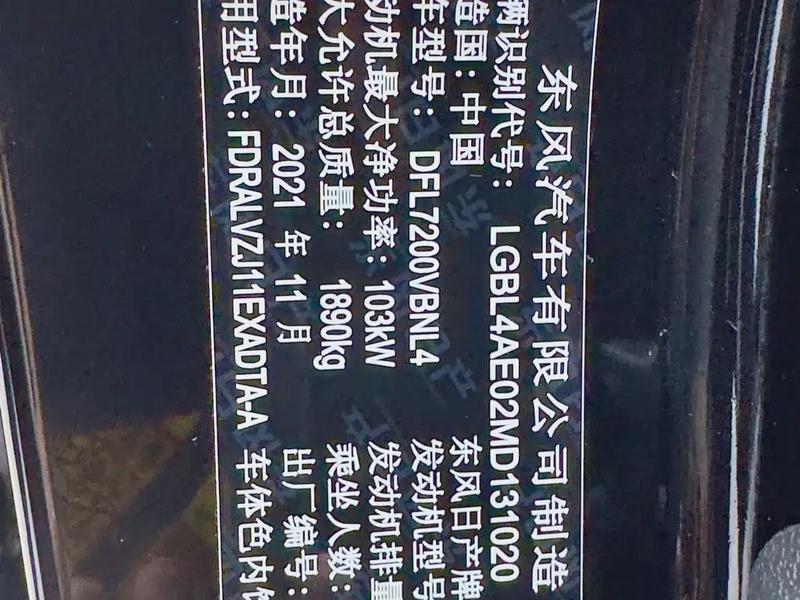 东风汽车有限公司制造
辆识别代号: LGBL4AE02MD131020
造国: 中国 东风日产牌
车型号: DFL7200VBNL4 发动机型号
动机最大净功率: 103kW 发动机排量
大允许总质量: 1890kg 乘坐人数:
造年月: 2021 年 11 月 出厂编号:
用型式: FDRALVZJ11EXADTA-A 车体色内饰